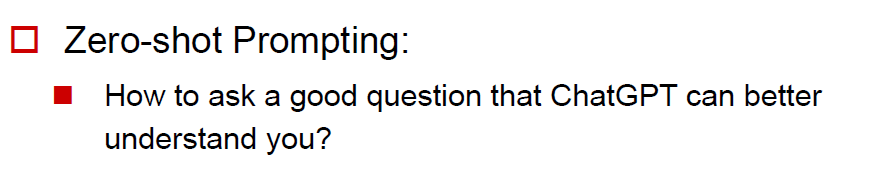 Zero-shot Prompting:
How to ask a good question that ChatGPT can better
understand you?